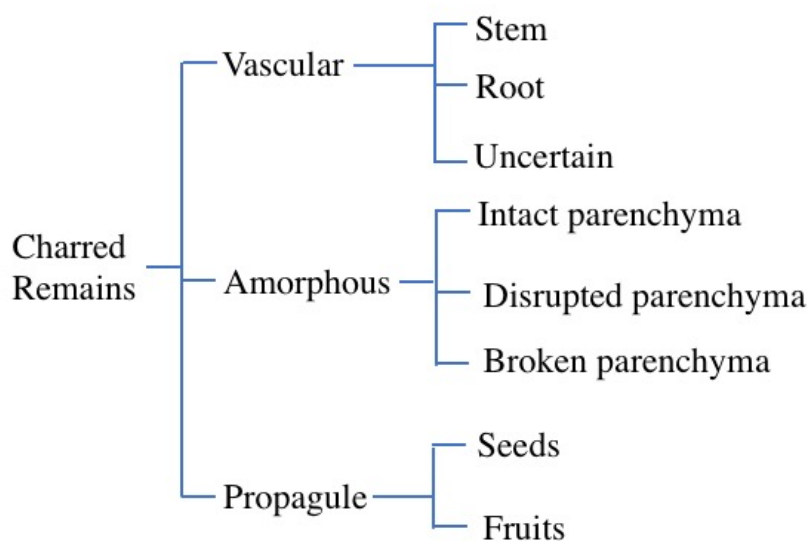 Charred
Remains
Vascular
Stem
Root
Uncertain
Amorphous
Intact parenchyma
Disrupted parenchyma
Broken parenchyma
Propagule
Seeds
Fruits